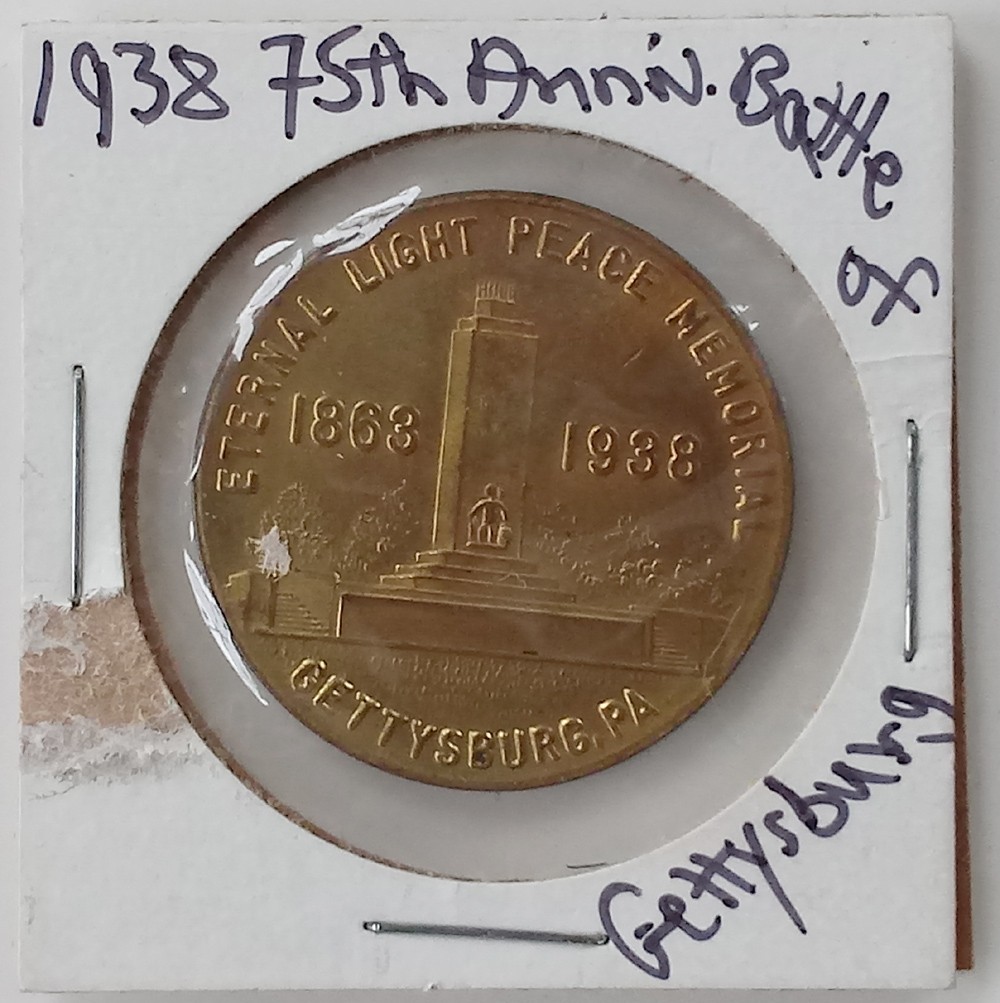 1938 75th Anniv. Battle of Gettysburg
ETERNAL LIGHT PEACE MEMORIAL
1863 1938
GETTYSBURG, PA